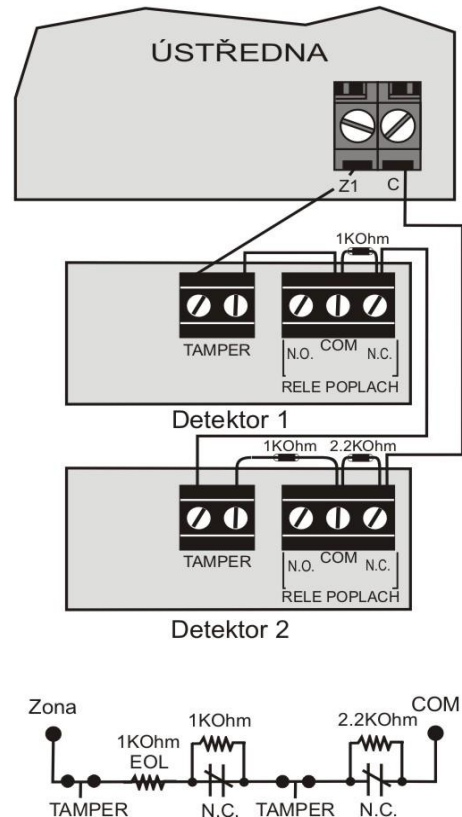 ÚSTŘEDNA
Z1 C
1KOhm
TAMPER
N.O. COM N.C.
RELE POPLACH
Detektor 1
1KOhm 2.2KOhm
TAMPER
N.O. COM N.C.
RELE POPLACH
Detektor 2
Zona COM
1KOhm 2.2KOhm
1KOhm
EOL
TAMPER N.C. TAMPER N.C.